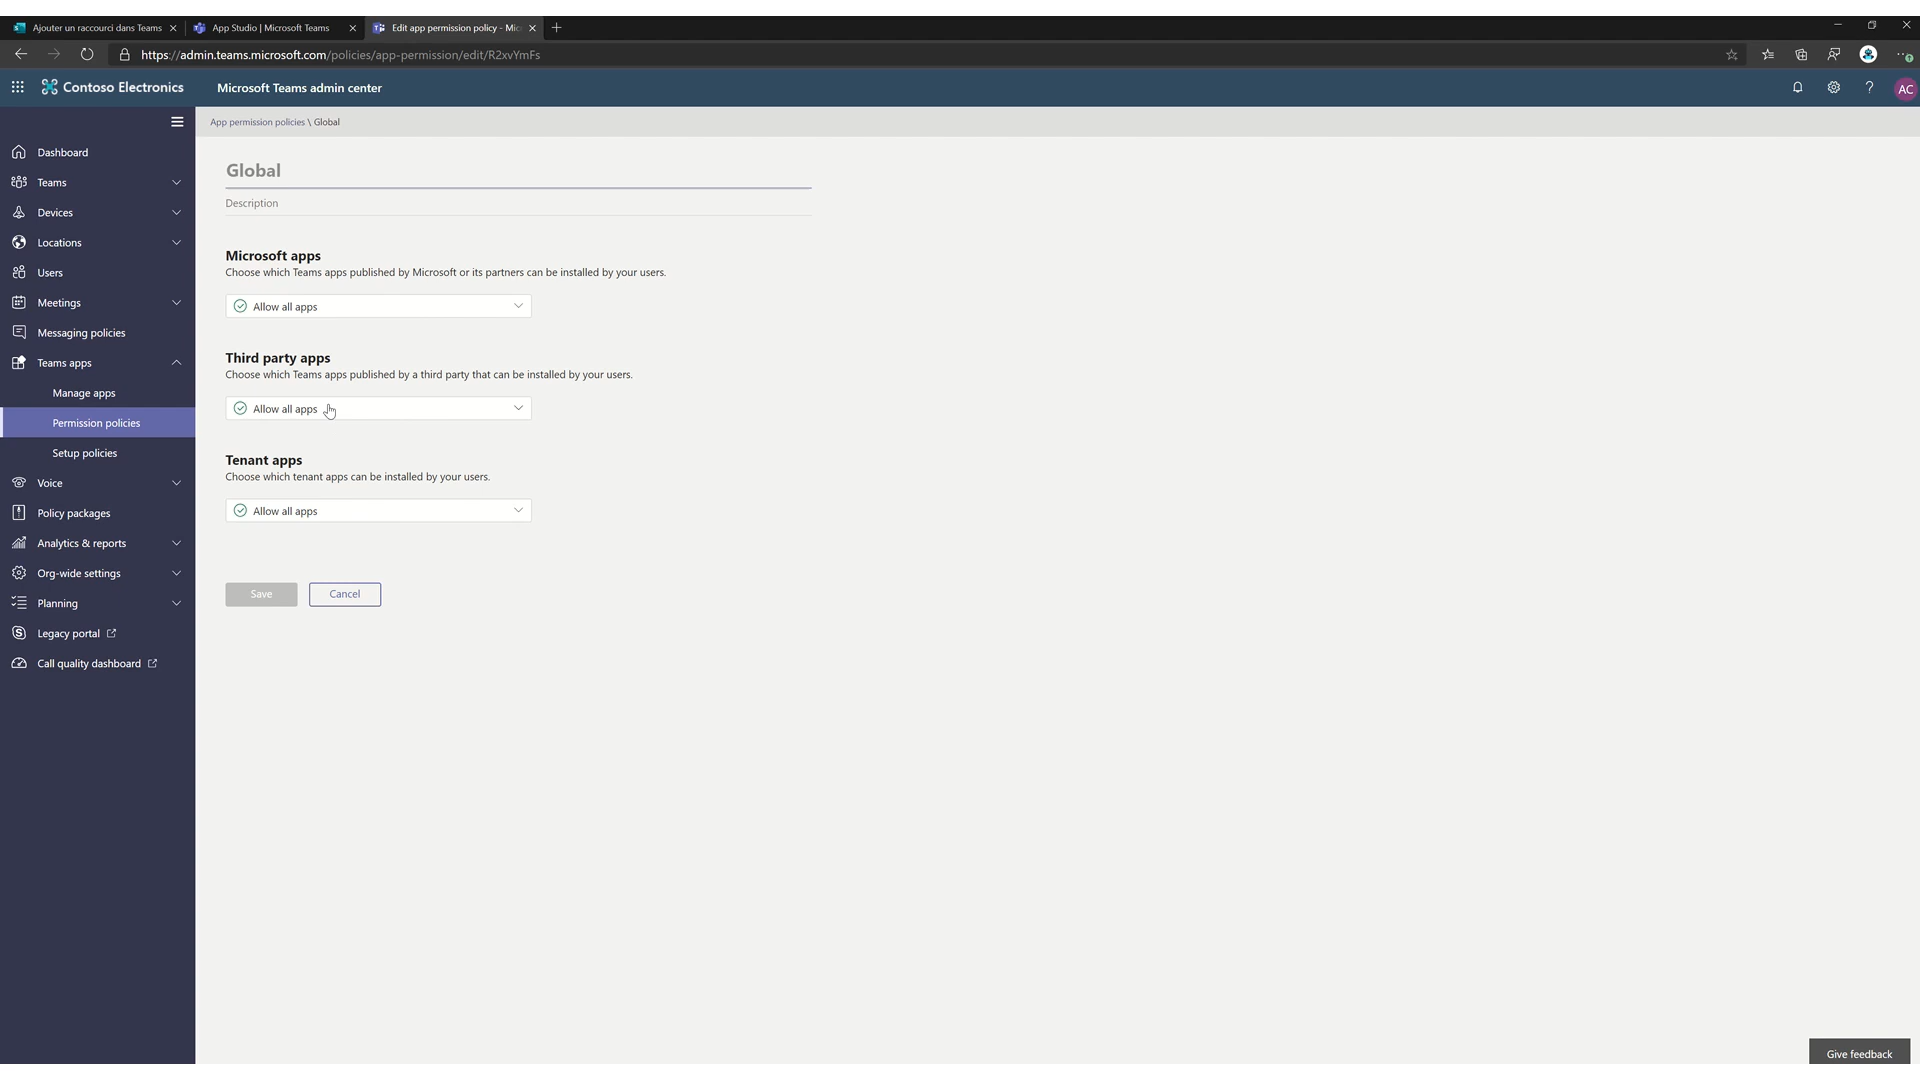 Ajouter un raccourci dans Teams
App Studio | Microsoft Teams
Edit app permission policy - Mic
https://admin.teams.microsoft.com/policies/app-permission/edit/R2xvYmFs
Contoso Electronics
Microsoft Teams admin center
?
AC
App permission policies \ Global
Dashboard
Teams
Devices
Locations
Users
Meetings
Messaging policies
Teams apps
Manage apps
Permission policies
Setup policies
Voice
Policy packages
Analytics & reports
Org-wide settings
Planning
Legacy portal
Call quality dashboard
Global
Description
Microsoft apps
Choose which Teams apps published by Microsoft or its partners can be installed by your users.
Allow all apps
Third party apps
Choose which Teams apps published by a third party that can be installed by your users.
Allow all apps
Tenant apps
Choose which tenant apps can be installed by your users.
Allow all apps
Save
Cancel
Give feedback